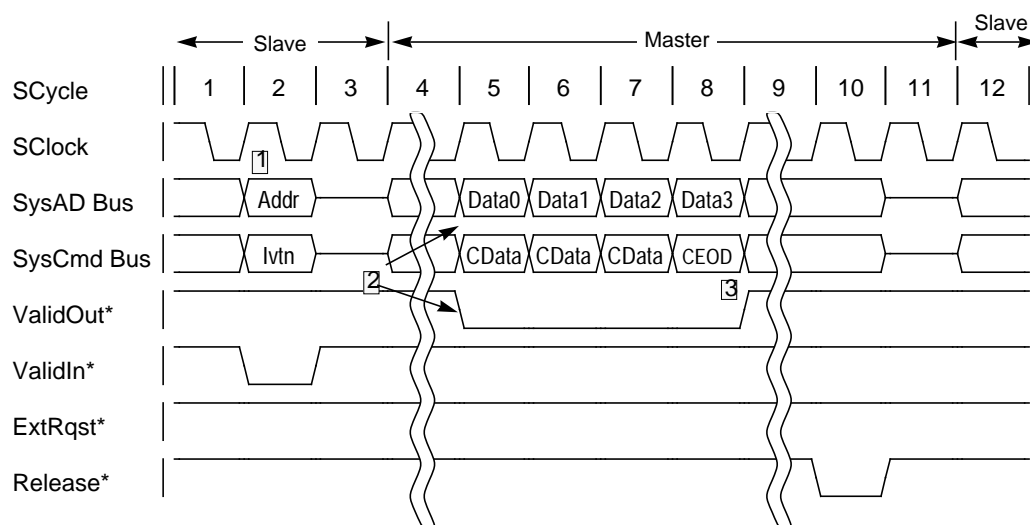 Slave Master Slave
SCycle 1 2 3 4 5 6 7 8 9 10 11 12
SClock
1
SysAD Bus Addr Data0 Data1 Data2 Data3
SysCmd Bus Ivtn CData CData CData CEOD
2 3
ValidOut*
ValidIn*
ExtRqst*
Release*